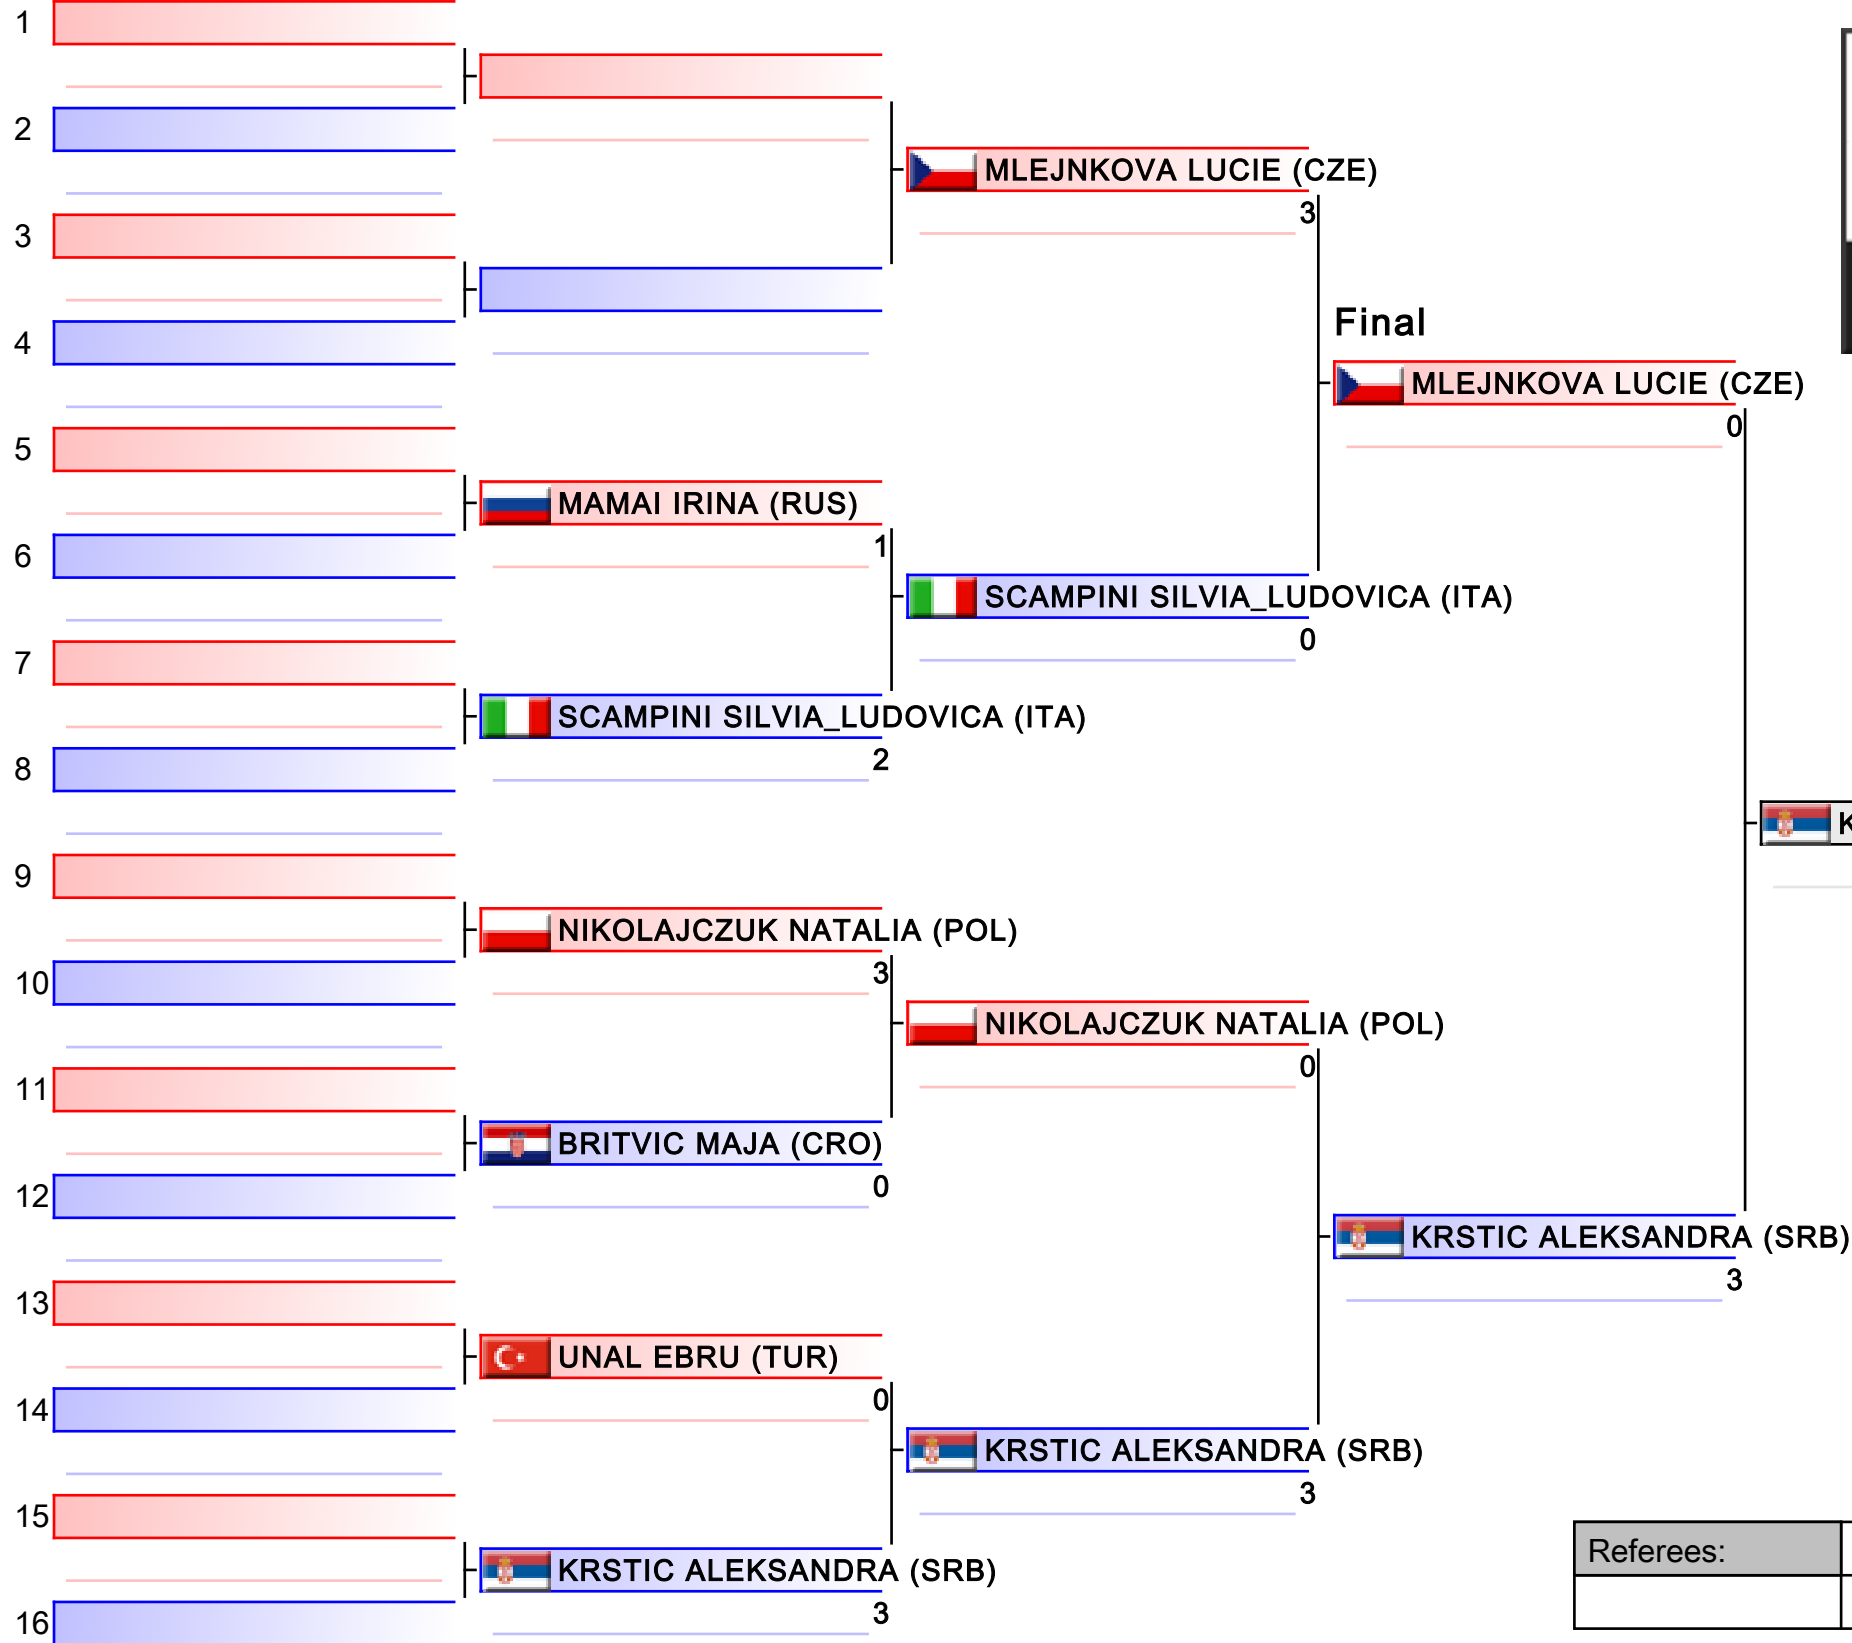 1
2
MLEJNKOVA LUCIE (CZE)
3
3
Final
4
MLEJNKOVA LUCIE (CZE)
0
5
MAMAI IRINA (RUS)
1
6
SCAMPINI SILVIA_LUDOVICA (ITA)
0
7
SCAMPINI SILVIA_LUDOVICA (ITA)
2
8
K
9
NIKOLAJCZUK NATALIA (POL)
3
10
NIKOLAJCZUK NATALIA (POL)
0
11
BRITVIC MAJA (CRO)
0
12
KRSTIC ALEKSANDRA (SRB)
3
13
UNAL EBRU (TUR)
0
14
KRSTIC ALEKSANDRA (SRB)
3
15
Referees:
KRSTIC ALEKSANDRA (SRB)
3
16